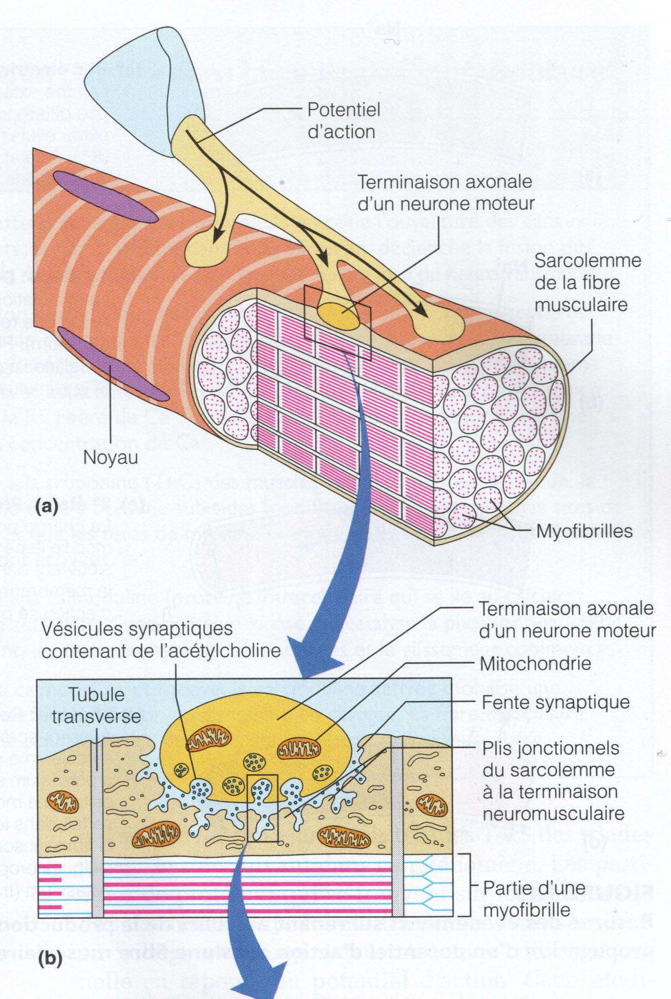 Potentiel
d'action
Terminaison axonale
d'un neurone moteur
Sarcolemme
de la fibre
musculaire
Noyau
(a)
Myofibrilles
Terminaison axonale
d'un neurone moteur
Vésicules synaptiques
contenant de l'acétylcholine
Mitochondrie
Tubule
transverse
Fente synaptique
Plis jonctionnels
du sarcolemme
à la terminaison
neuromusculaire
Partie d'une
myofibrille
(b)